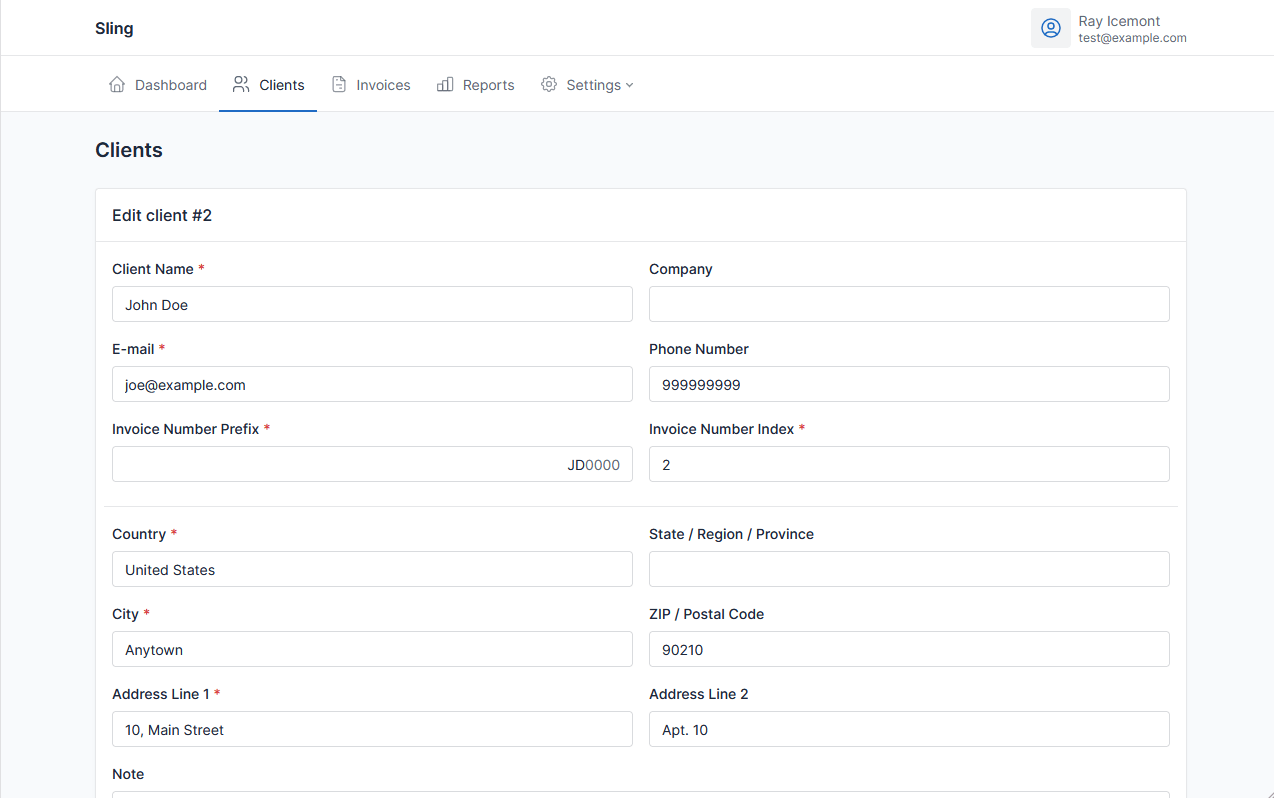 Sling
Ray Icemont
test@example.com
Dashboard
Clients
Invoices
Reports
Settings
Clients
Edit client #2
Client Name *
Company
John Doe
E-mail *
Phone Number
joe@example.com
999999999
Invoice Number Prefix *
Invoice Number Index *
JD0000
2
Country *
State / Region / Province
United States
City *
ZIP / Postal Code
Anytown
90210
Address Line 1 *
Address Line 2
10, Main Street
Apt. 10
Note